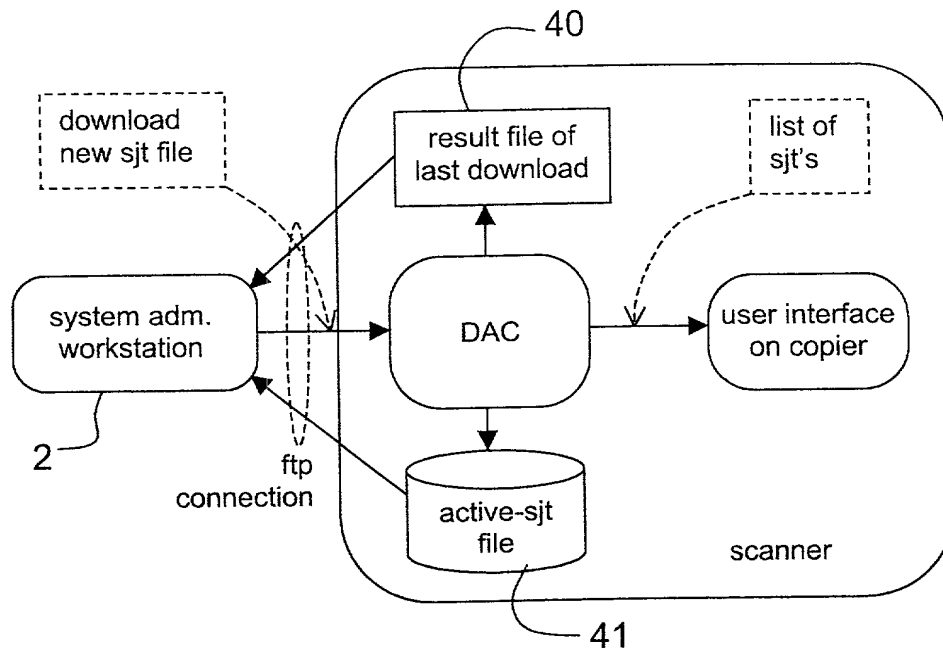 40
download
new sjt file
result file of
last download
list of
sjt's
system adm.
workstation
DAC
user interface
on copier
2
ftp
connection
active-sjt
file
scanner
41